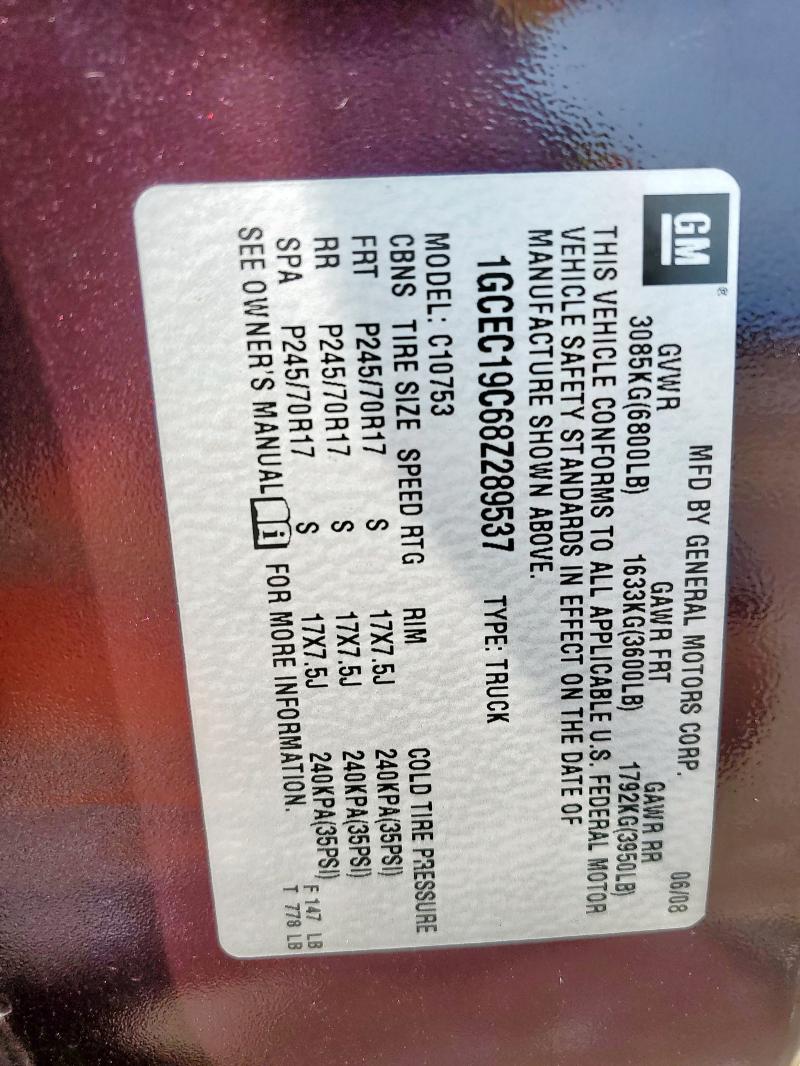 GM®
MFD BY GENERAL MOTORS CORP. 06/08
GVWR GAWR FRT GAWR RR
3085KG(6800LB) 1633KG(3600LB) 1792KG(3950LB)
THIS VEHICLE CONFORMS TO ALL APPLICABLE U.S. FEDERAL MOTOR
VEHICLE SAFETY STANDARDS IN EFFECT ON THE DATE OF
MANUFACTURE SHOWN ABOVE.
1GCEC19C68Z289537 TYPE: TRUCK
MODEL: C10753
CBNS TIRE SIZE SPEED RTG RIM COLD TIRE PRESSURE
FRT P245/70R17 S 17X7.5J 240KPA(35PSI)
RR P245/70R17 S 17X7.5J 240KPA(35PSI)
SPA P245/70R17 S 17X7.5J 240KPA(35PSI)
SEE OWNER'S MANUAL i FOR MORE INFORMATION.
F 147 LB
T 778 LB